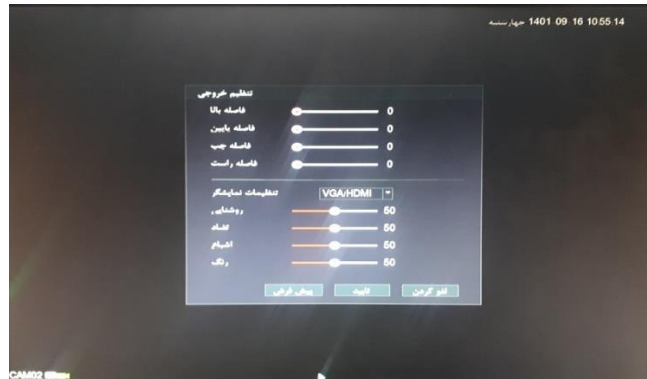 1401-09-16 10:55:14 چهارشنبه
تنظیم خروجی
فاصله بالا 0
فاصله پایین 0
فاصله چپ 0
فاصله راست 0
تنظیمات نمایشگر VGA/HDMI
روشنایی 50
تضاد 50
اشباع 50
رنگ 50
پیش فرض تایید لغو کردن
CAM02